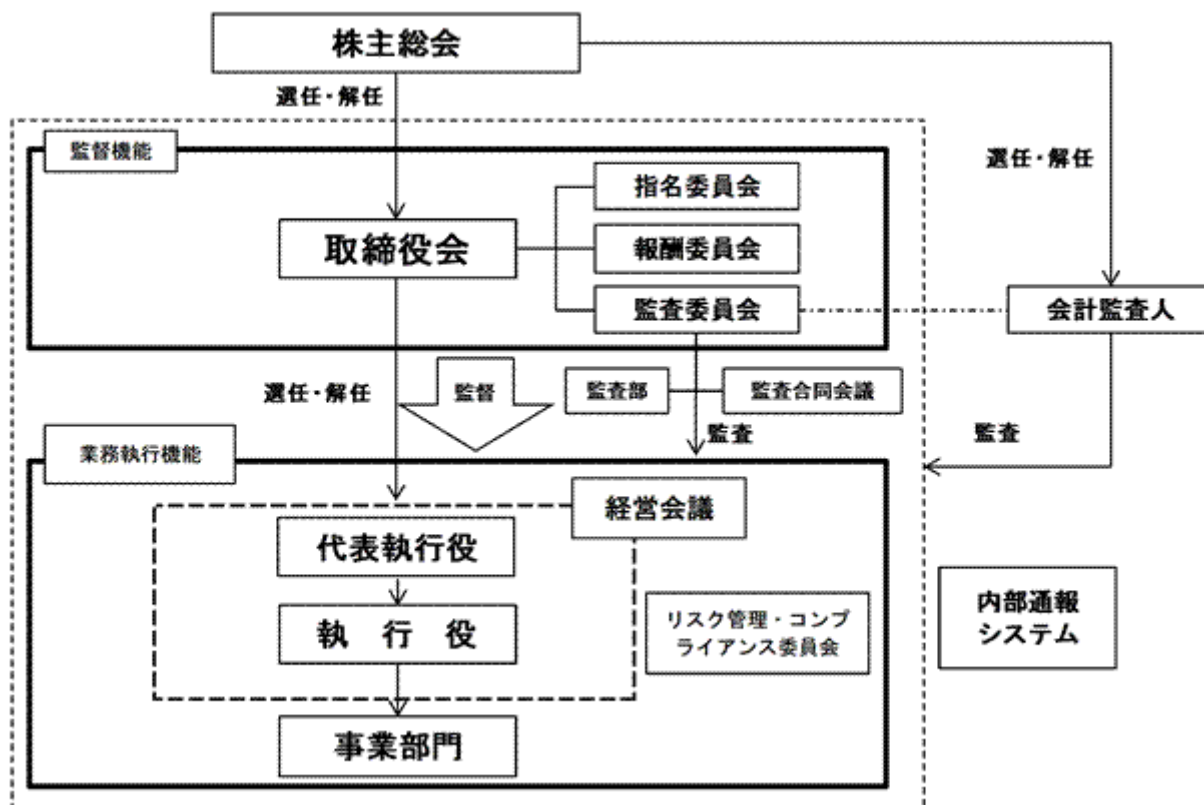 株主総会
選任・解任
監督機能
選任・解任
指名委員会
取締役会
報酬委員会
監査委員会
会計監査人
選任・解任
監督
監査部
監査合同会議
監査
監査
業務執行機能
経営会議
代表執行役
執 行 役
リスク管理・コンプ
ライアンス委員会
内部通報
システム
事業部門